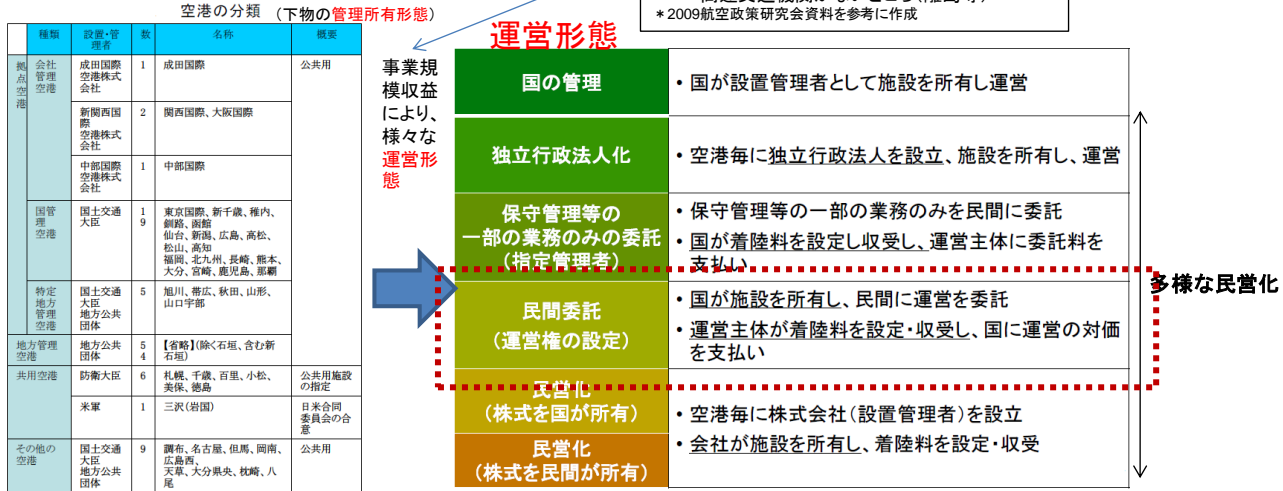 空港の分類 (下物の管理所有形態)
種類
設置・管
理者
数
名称
概要
拠
点
空
港
会社
管理
空港
成田国際
空港株式
会社
1
成田国際
公共用
新関西国
際
空港株式
会社
2
関西国際、大阪国際
中部国際
空港株式
会社
1
中部国際
国管
理
空港
国土交通
大臣
1
9
東京国際、新千歳、稚内、
釧路、函館
仙台、新潟、広島、高松、
松山、高知
福岡、北九州、長崎、熊本、
大分、宮崎、鹿児島、那覇
特定
地方
管理
空港
国土交通
大臣
地方公共
団体
5
旭川、帯広、秋田、山形、
山口宇部
地方管理
空港
地方公共
団体
5
4
【省略】(除く石垣、含む新
石垣)
共用空港
防衛大臣
6
札幌、千歳、百里、小松、
美保、徳島
公共用施設
の指定
米軍
1
三沢(岩国)
日米合同
委員会の合
意
その他の
空港
国土交通
大臣
地方公共
団体
9
調布、名古屋、但馬、岡南、
広島西、
天草、大分県央、枕崎、八
尾
公共用
*2009航空政策研究会資料を参考に作成
事業規
模収益
により、
様々な
運営形
態
運営形態
国の管理
・国が設置管理者として施設を所有し運営
独立行政法人化
・空港毎に独立行政法人を設立、施設を所有し、運営
保守管理等の
一部の業務のみの委託
(指定管理者)
・保守管理等の一部の業務のみを民間に委託
・国が着陸料を設定し収受し、運営主体に委託料を
支払い
民間委託
(運営権の設定)
・国が施設を所有し、民間に運営を委託
・運営主体が着陸料を設定・収受し、国に運営の対価
を支払い
民営化
(株式を国が所有)
民営化
(株式を民間が所有)
・空港毎に株式会社(設置管理者)を設立
・会社が施設を所有し、着陸料を設定・収受
多様な民営化